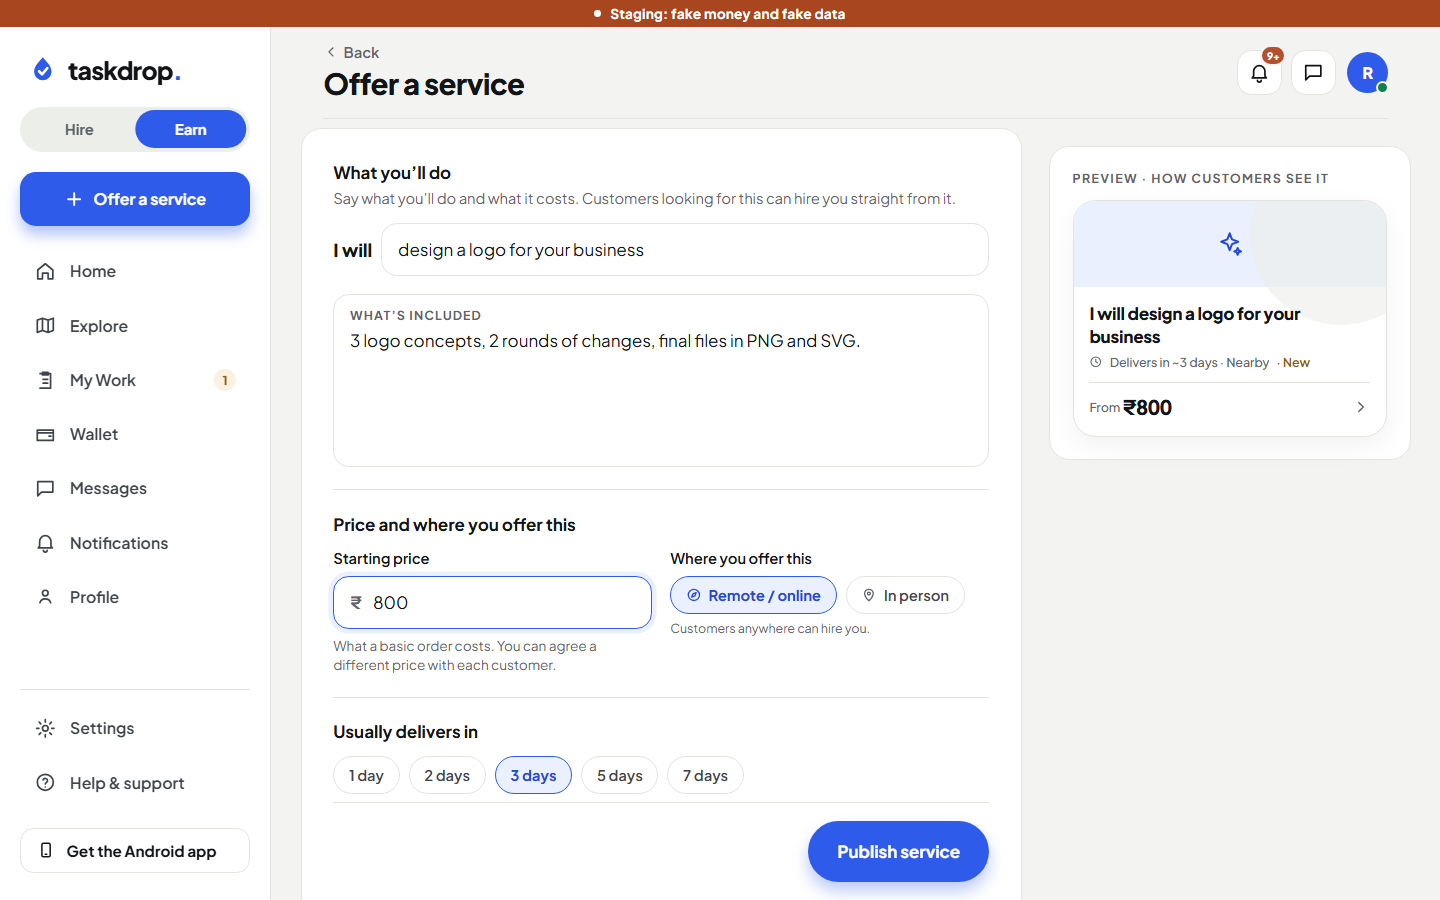 Staging: fake money and fake data
taskdrop.
Hire
Earn
Offer a service
Home
Explore
My Work
1
Wallet
Messages
Notifications
Profile
Settings
Help & support
Get the Android app
Back
Offer a service
9+
R
What you’ll do
Say what you’ll do and what it costs. Customers looking for this can hire you straight from it.
I will
design a logo for your business
WHAT’S INCLUDED
3 logo concepts, 2 rounds of changes, final files in PNG and SVG.
Price and where you offer this
Starting price
₹ 800
What a basic order costs. You can agree a
different price with each customer.
Where you offer this
Remote / online
In person
Customers anywhere can hire you.
Usually delivers in
1 day
2 days
3 days
5 days
7 days
Publish service
PREVIEW · HOW CUSTOMERS SEE IT
I will design a logo for your
business
Delivers in ~3 days · Nearby · New
From ₹800